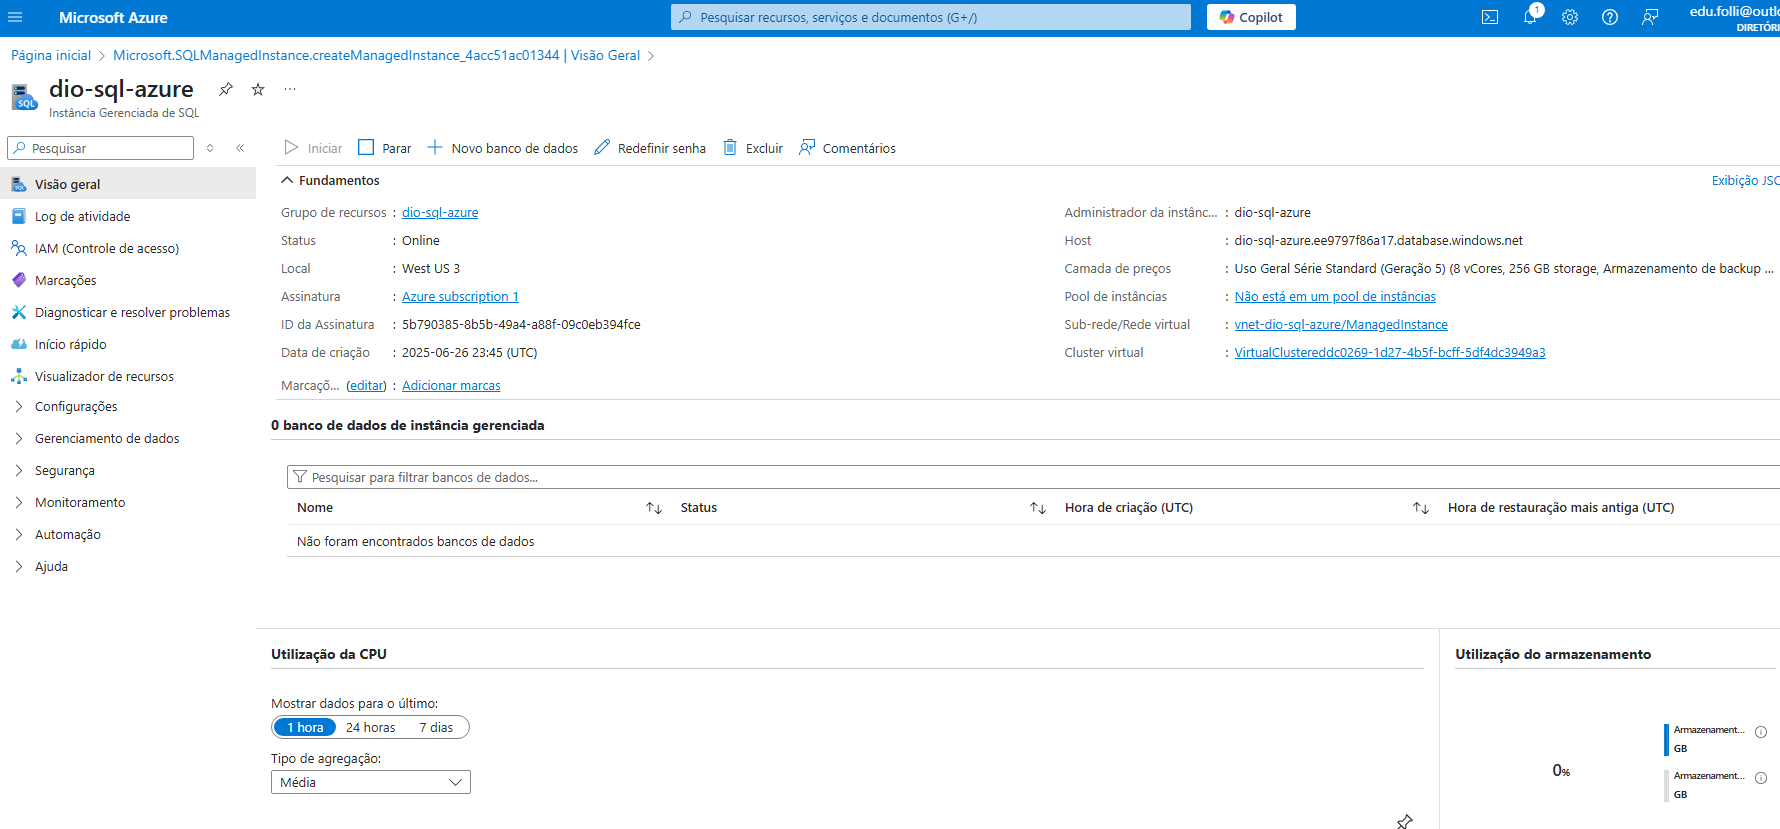 Microsoft Azure
Pesquisar recursos, serviços e documentos (G+/)
Copilot
1
edu.folli@outlo
DIRETÓRI
Página inicial > Microsoft.SQLManagedInstance.createManagedInstance_4acc51ac01344 | Visão Geral >
SQL
dio-sql-azure
...
Instância Gerenciada de SQL
Pesquisar
Iniciar Parar Novo banco de dados Redefinir senha Excluir Comentários
Visão geral
Log de atividade
IAM (Controle de acesso)
Marcações
Diagnosticar e resolver problemas
Início rápido
Visualizador de recursos
Configurações
Gerenciamento de dados
Segurança
Monitoramento
Automação
Ajuda
Fundamentos
Exibição JSO
Grupo de recursos : dio-sql-azure
Status : Online
Local : West US 3
Assinatura : Azure subscription 1
ID da Assinatura : 5b790385-8b5b-49a4-a88f-09c0eb394fce
Data de criação : 2025-06-26 23:45 (UTC)
Marcaçõ... (editar) : Adicionar marcas
Administrador da instânc... : dio-sql-azure
Host : dio-sql-azure.ee9797f86a17.database.windows.net
Camada de preços : Uso Geral Série Standard (Geração 5) (8 vCores, 256 GB storage, Armazenamento de backup ...
Pool de instâncias : Não está em um pool de instâncias
Sub-rede/Rede virtual : vnet-dio-sql-azure/ManagedInstance
Cluster virtual : VirtualClustereddc0269-1d27-4b5f-bcff-5df4dc3949a3
0 banco de dados de instância gerenciada
Pesquisar para filtrar bancos de dados...
Nome Status Hora de criação (UTC) Hora de restauração mais antiga (UTC)
Não foram encontrados bancos de dados
Utilização da CPU
Mostrar dados para o último:
1 hora 24 horas 7 dias
Tipo de agregação:
Média
Utilização do armazenamento
0%
Armazenament...
GB
Armazenament...
GB